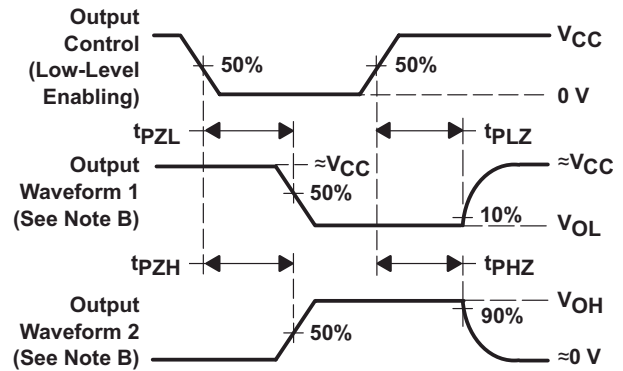 Output
Control
(Low-Level
Enabling)
50%
50%
VCC
0 V
tPZL
tPLZ
Output
Waveform 1
(See Note B)
≈VCC
50%
≈VCC
10%
VOL
tPZH
tPHZ
Output
Waveform 2
(See Note B)
50%
VOH
90%
≈0 V